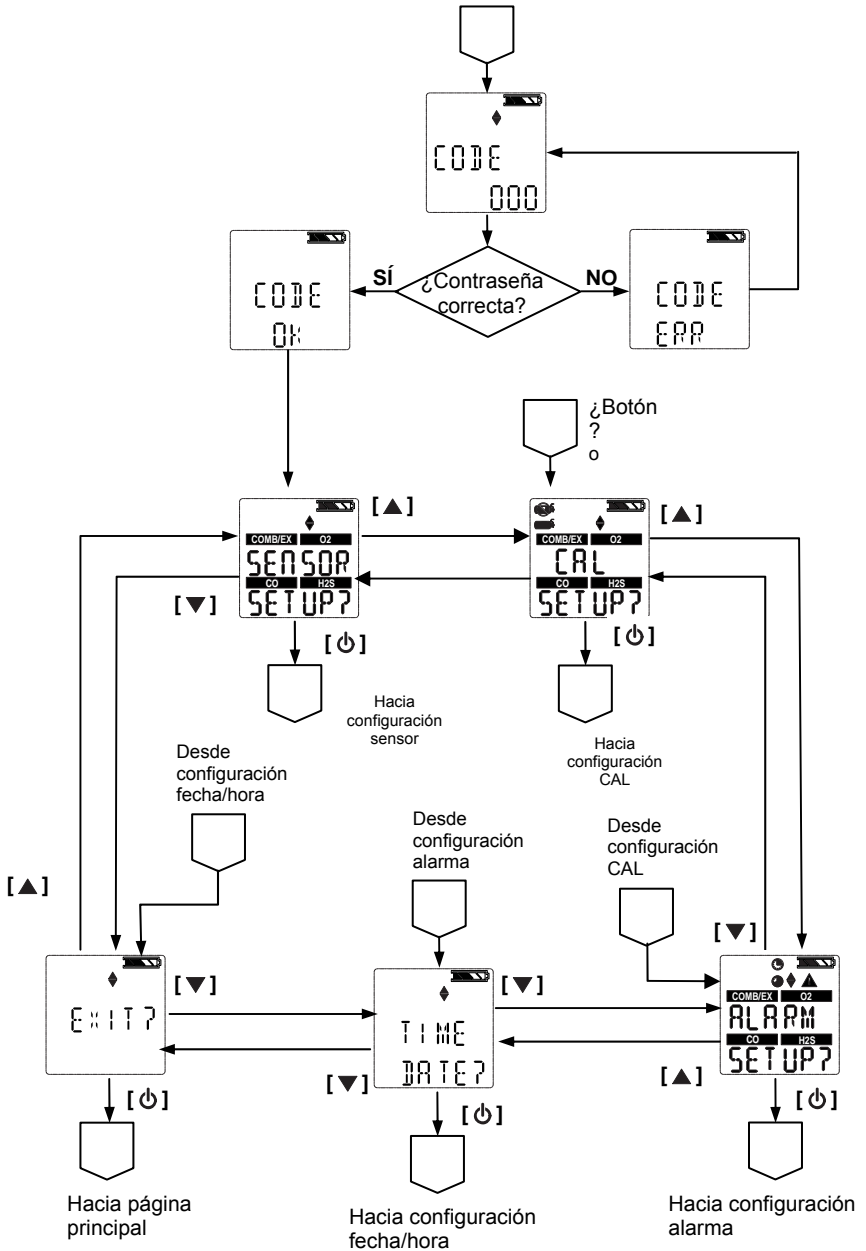 CODE
000
SÍ
¿Contraseña
correcta?
NO
CODE
OK
CODE
ERR
¿Botón
?
o
[▲]
COMB/EX O2
SENSOR
CO H2S
SETUP?
[▼]
[⏻]
Hacia
configuración
sensor
[▲]
COMB/EX O2
CAL
CO H2S
SETUP?
[⏻]
Hacia
configuración
CAL
Desde
configuración
fecha/hora
Desde
configuración
alarma
Desde
configuración
CAL
[▲]
[▼]
EXIT?
[▼]
[⏻]
Hacia página
principal
TIME
DATE?
[▼]
[▼]
[⏻]
Hacia configuración
fecha/hora
COMB/EX O2
ALARM
CO H2S
SETUP?
[▲]
[⏻]
Hacia configuración
alarma